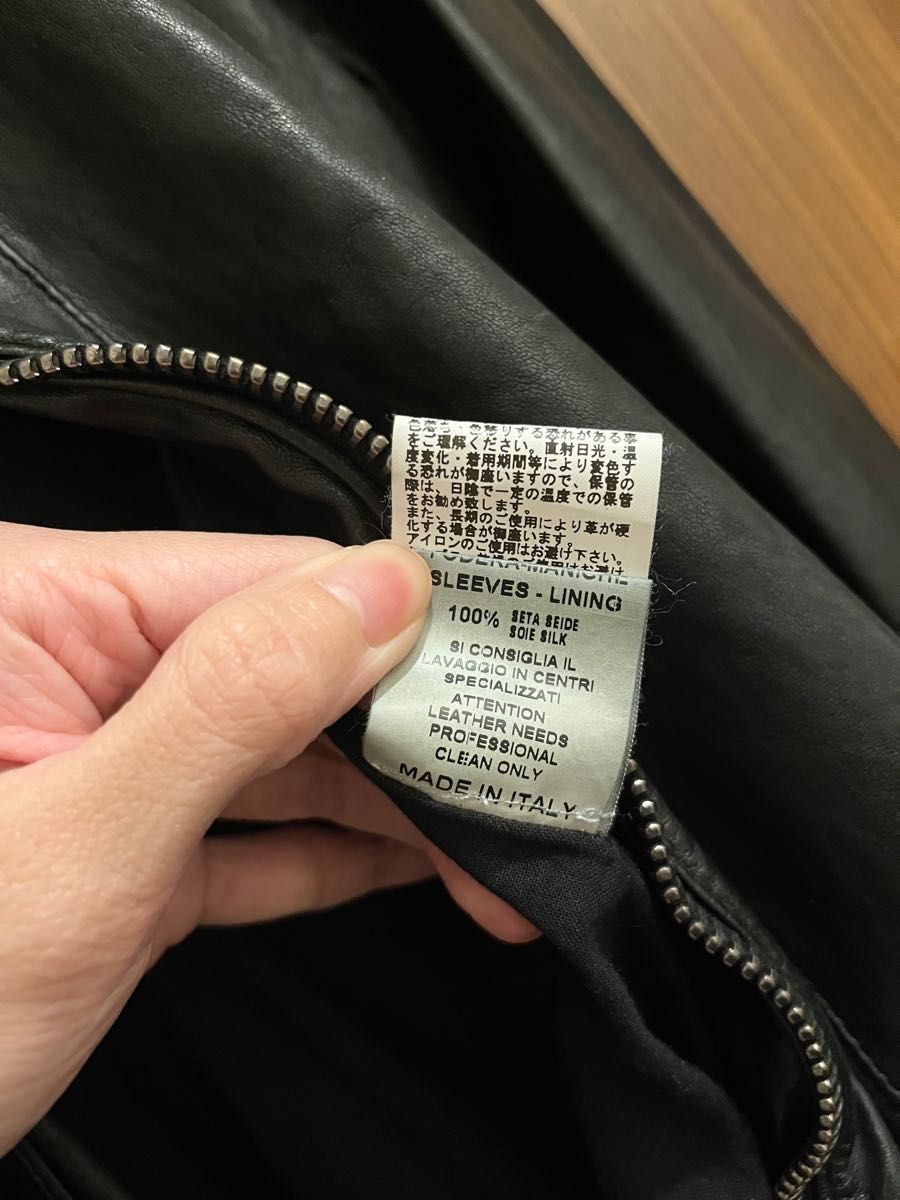 色落ち・色移りする恐れがある事
をご理解ください。直射日光・温
度変化・着用期間等により変色す
る恐れが御座いますので、保管の
際は、日陰で一定の温度での保管
をお勧め致します。
また、長期のご使用により革が硬
化する場合が御座います。
アイロンのご使用はお避け下さい。
FODERA-MANICHE
SLEEVES - LINING
100% SETA SEIDE
SOIE SILK
SI CONSIGLIA IL
LAVAGGIO IN CENTRI
SPECIALIZZATI
ATTENTION
LEATHER NEEDS
PROFESSIONAL
CLEAN ONLY
MADE IN ITALY